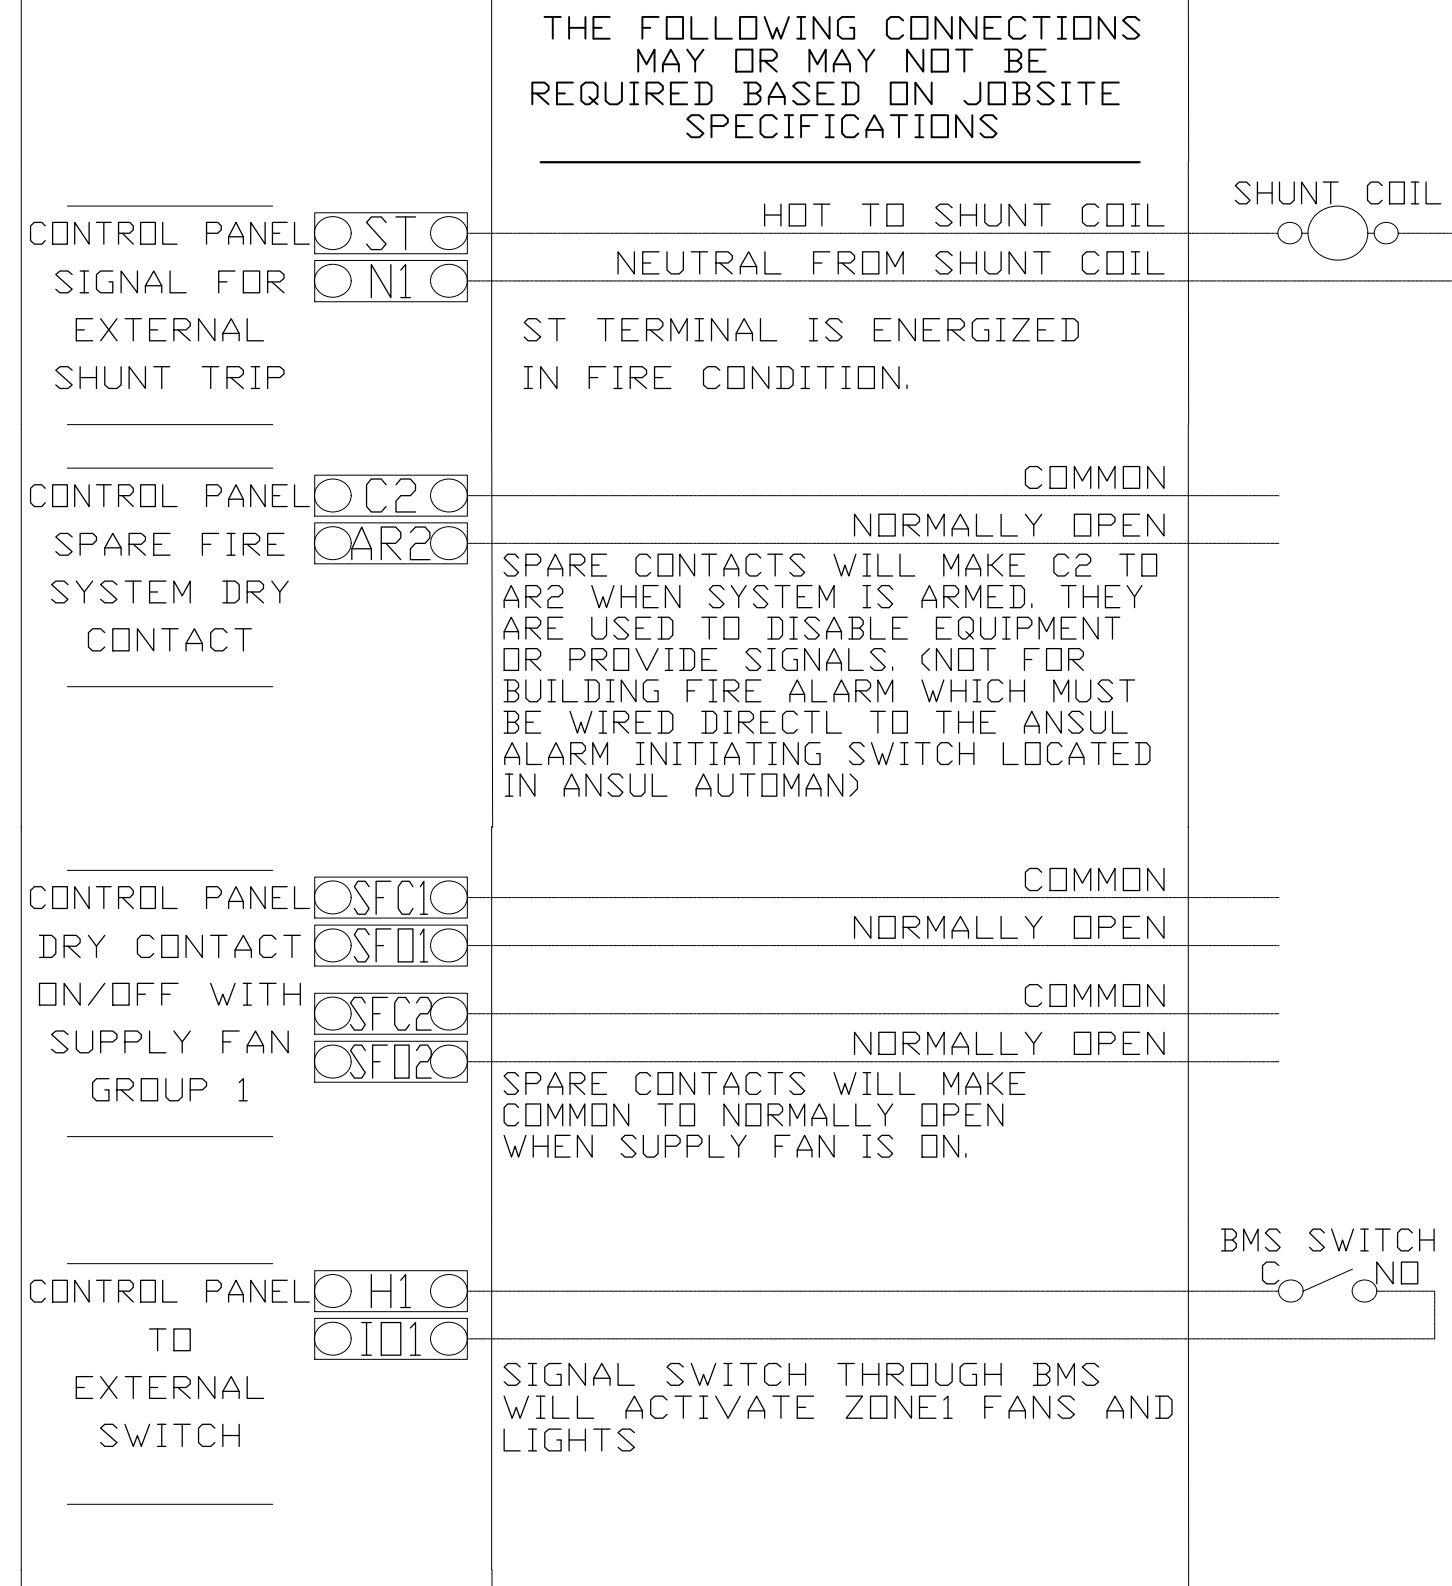 THE FOLLOWING CONNECTIONS
MAY OR MAY NOT BE
REQUIRED BASED ON JOBSITE
SPECIFICATIONS
CONTROL PANEL
SIGNAL FOR
EXTERNAL
SHUNT TRIP
ST
N1
HOT TO SHUNT COIL
NEUTRAL FROM SHUNT COIL
SHUNT COIL
ST TERMINAL IS ENERGIZED
IN FIRE CONDITION.
CONTROL PANEL
SPARE FIRE
SYSTEM DRY
CONTACT
C2
AR2
COMMON
NORMALLY OPEN
SPARE CONTACTS WILL MAKE C2 TO
AR2 WHEN SYSTEM IS ARMED. THEY
ARE USED TO DISABLE EQUIPMENT
OR PROVIDE SIGNALS. (NOT FOR
BUILDING FIRE ALARM WHICH MUST
BE WIRED DIRECTL TO THE ANSUL
ALARM INITIATING SWITCH LOCATED
IN ANSUL AUTOMAN)
CONTROL PANEL
DRY CONTACT
ON/OFF WITH
SUPPLY FAN
GROUP 1
SFC1
SFO1
SFC2
SFO2
COMMON
NORMALLY OPEN
COMMON
NORMALLY OPEN
SPARE CONTACTS WILL MAKE
COMMON TO NORMALLY OPEN
WHEN SUPPLY FAN IS ON.
CONTROL PANEL
TO
EXTERNAL
SWITCH
H1
IO1
BMS SWITCH
C NO
SIGNAL SWITCH THROUGH BMS
WILL ACTIVATE ZONE1 FANS AND
LIGHTS